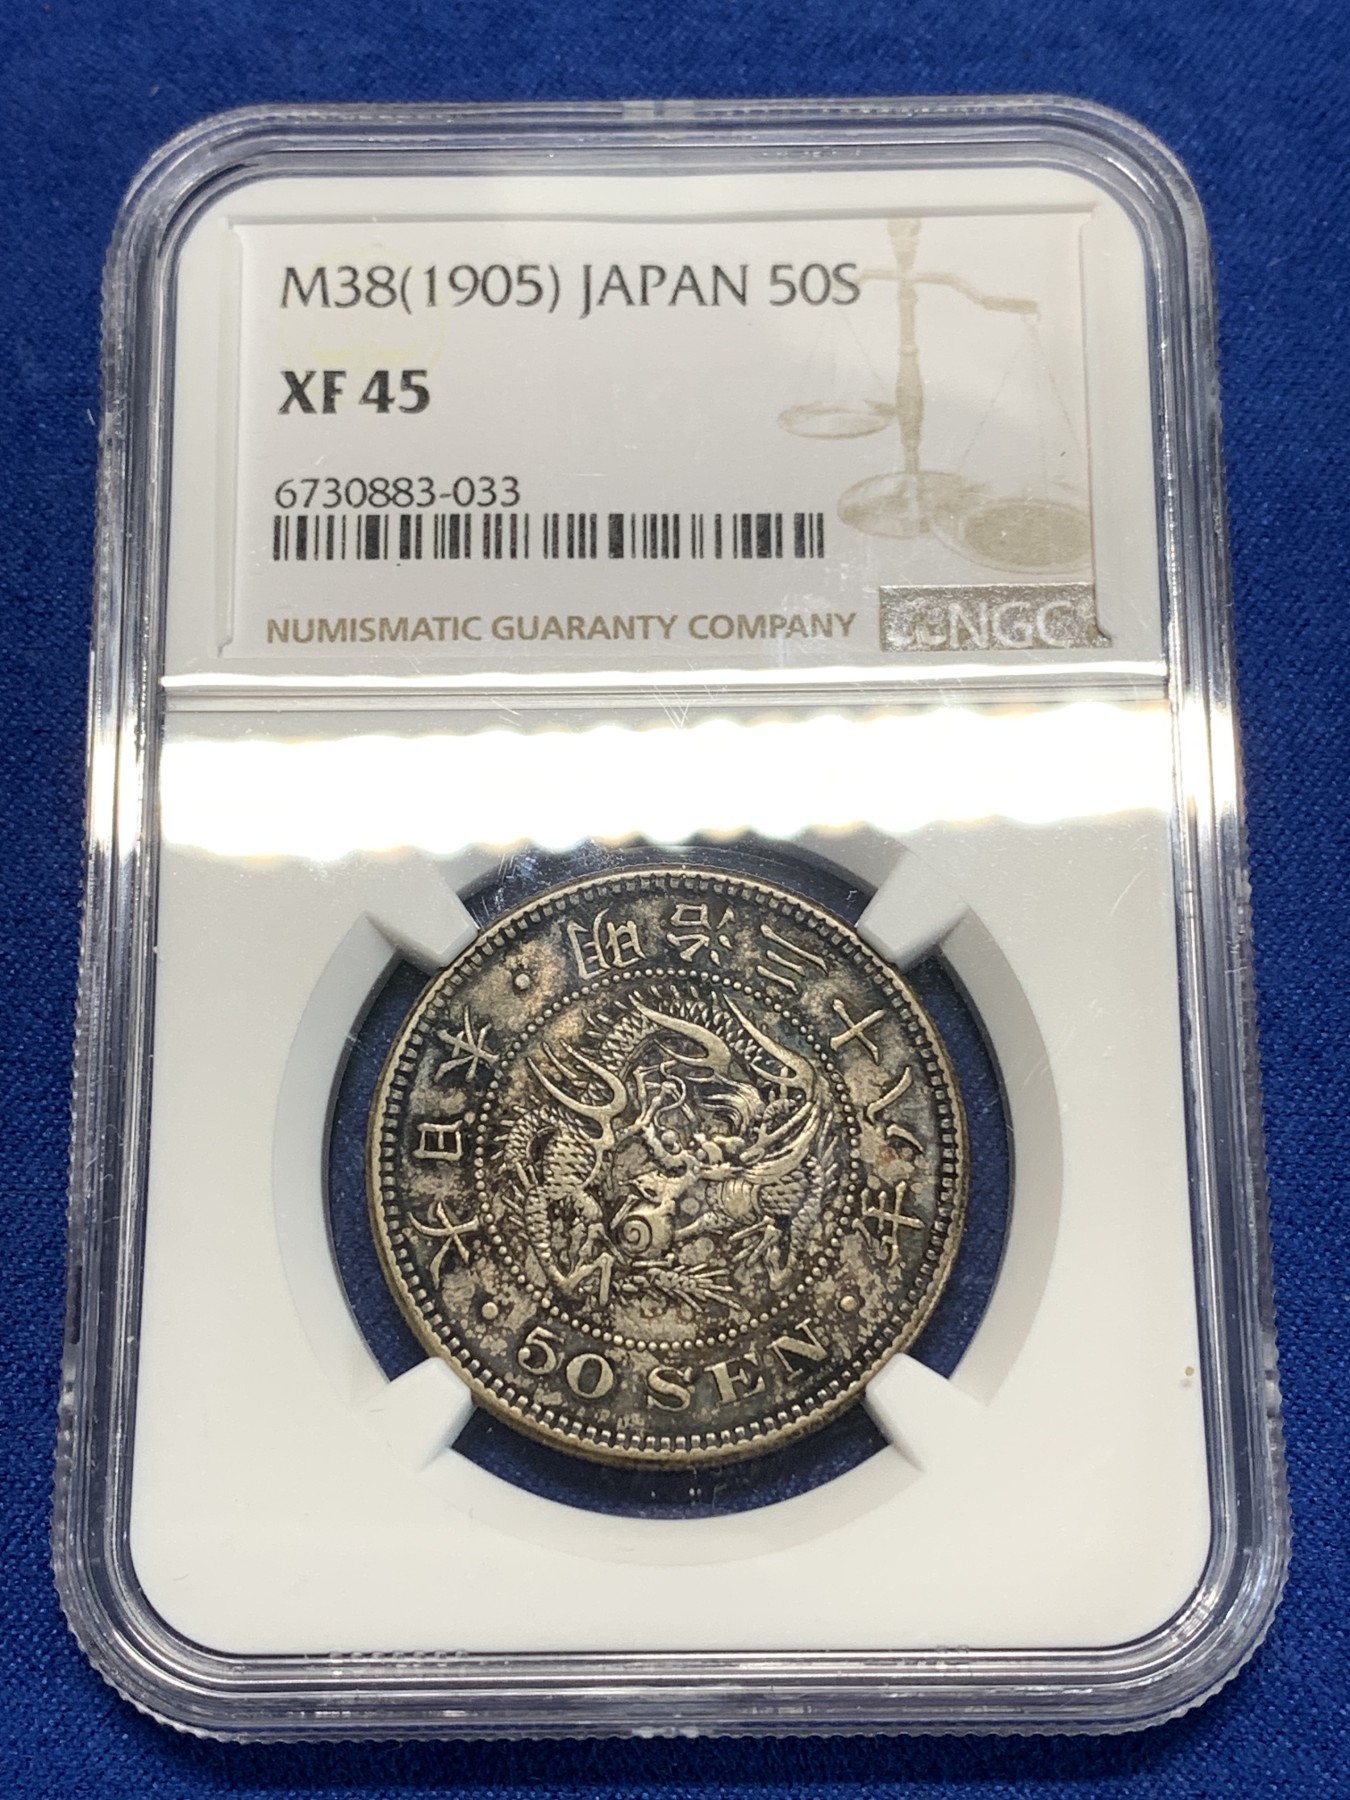 M38(1905) JAPAN 50S
XF 45
6730883-033
NUMISMATIC GUARANTY COMPANY
NGC
大日本 · 明治三十八年 ·
50 SEN